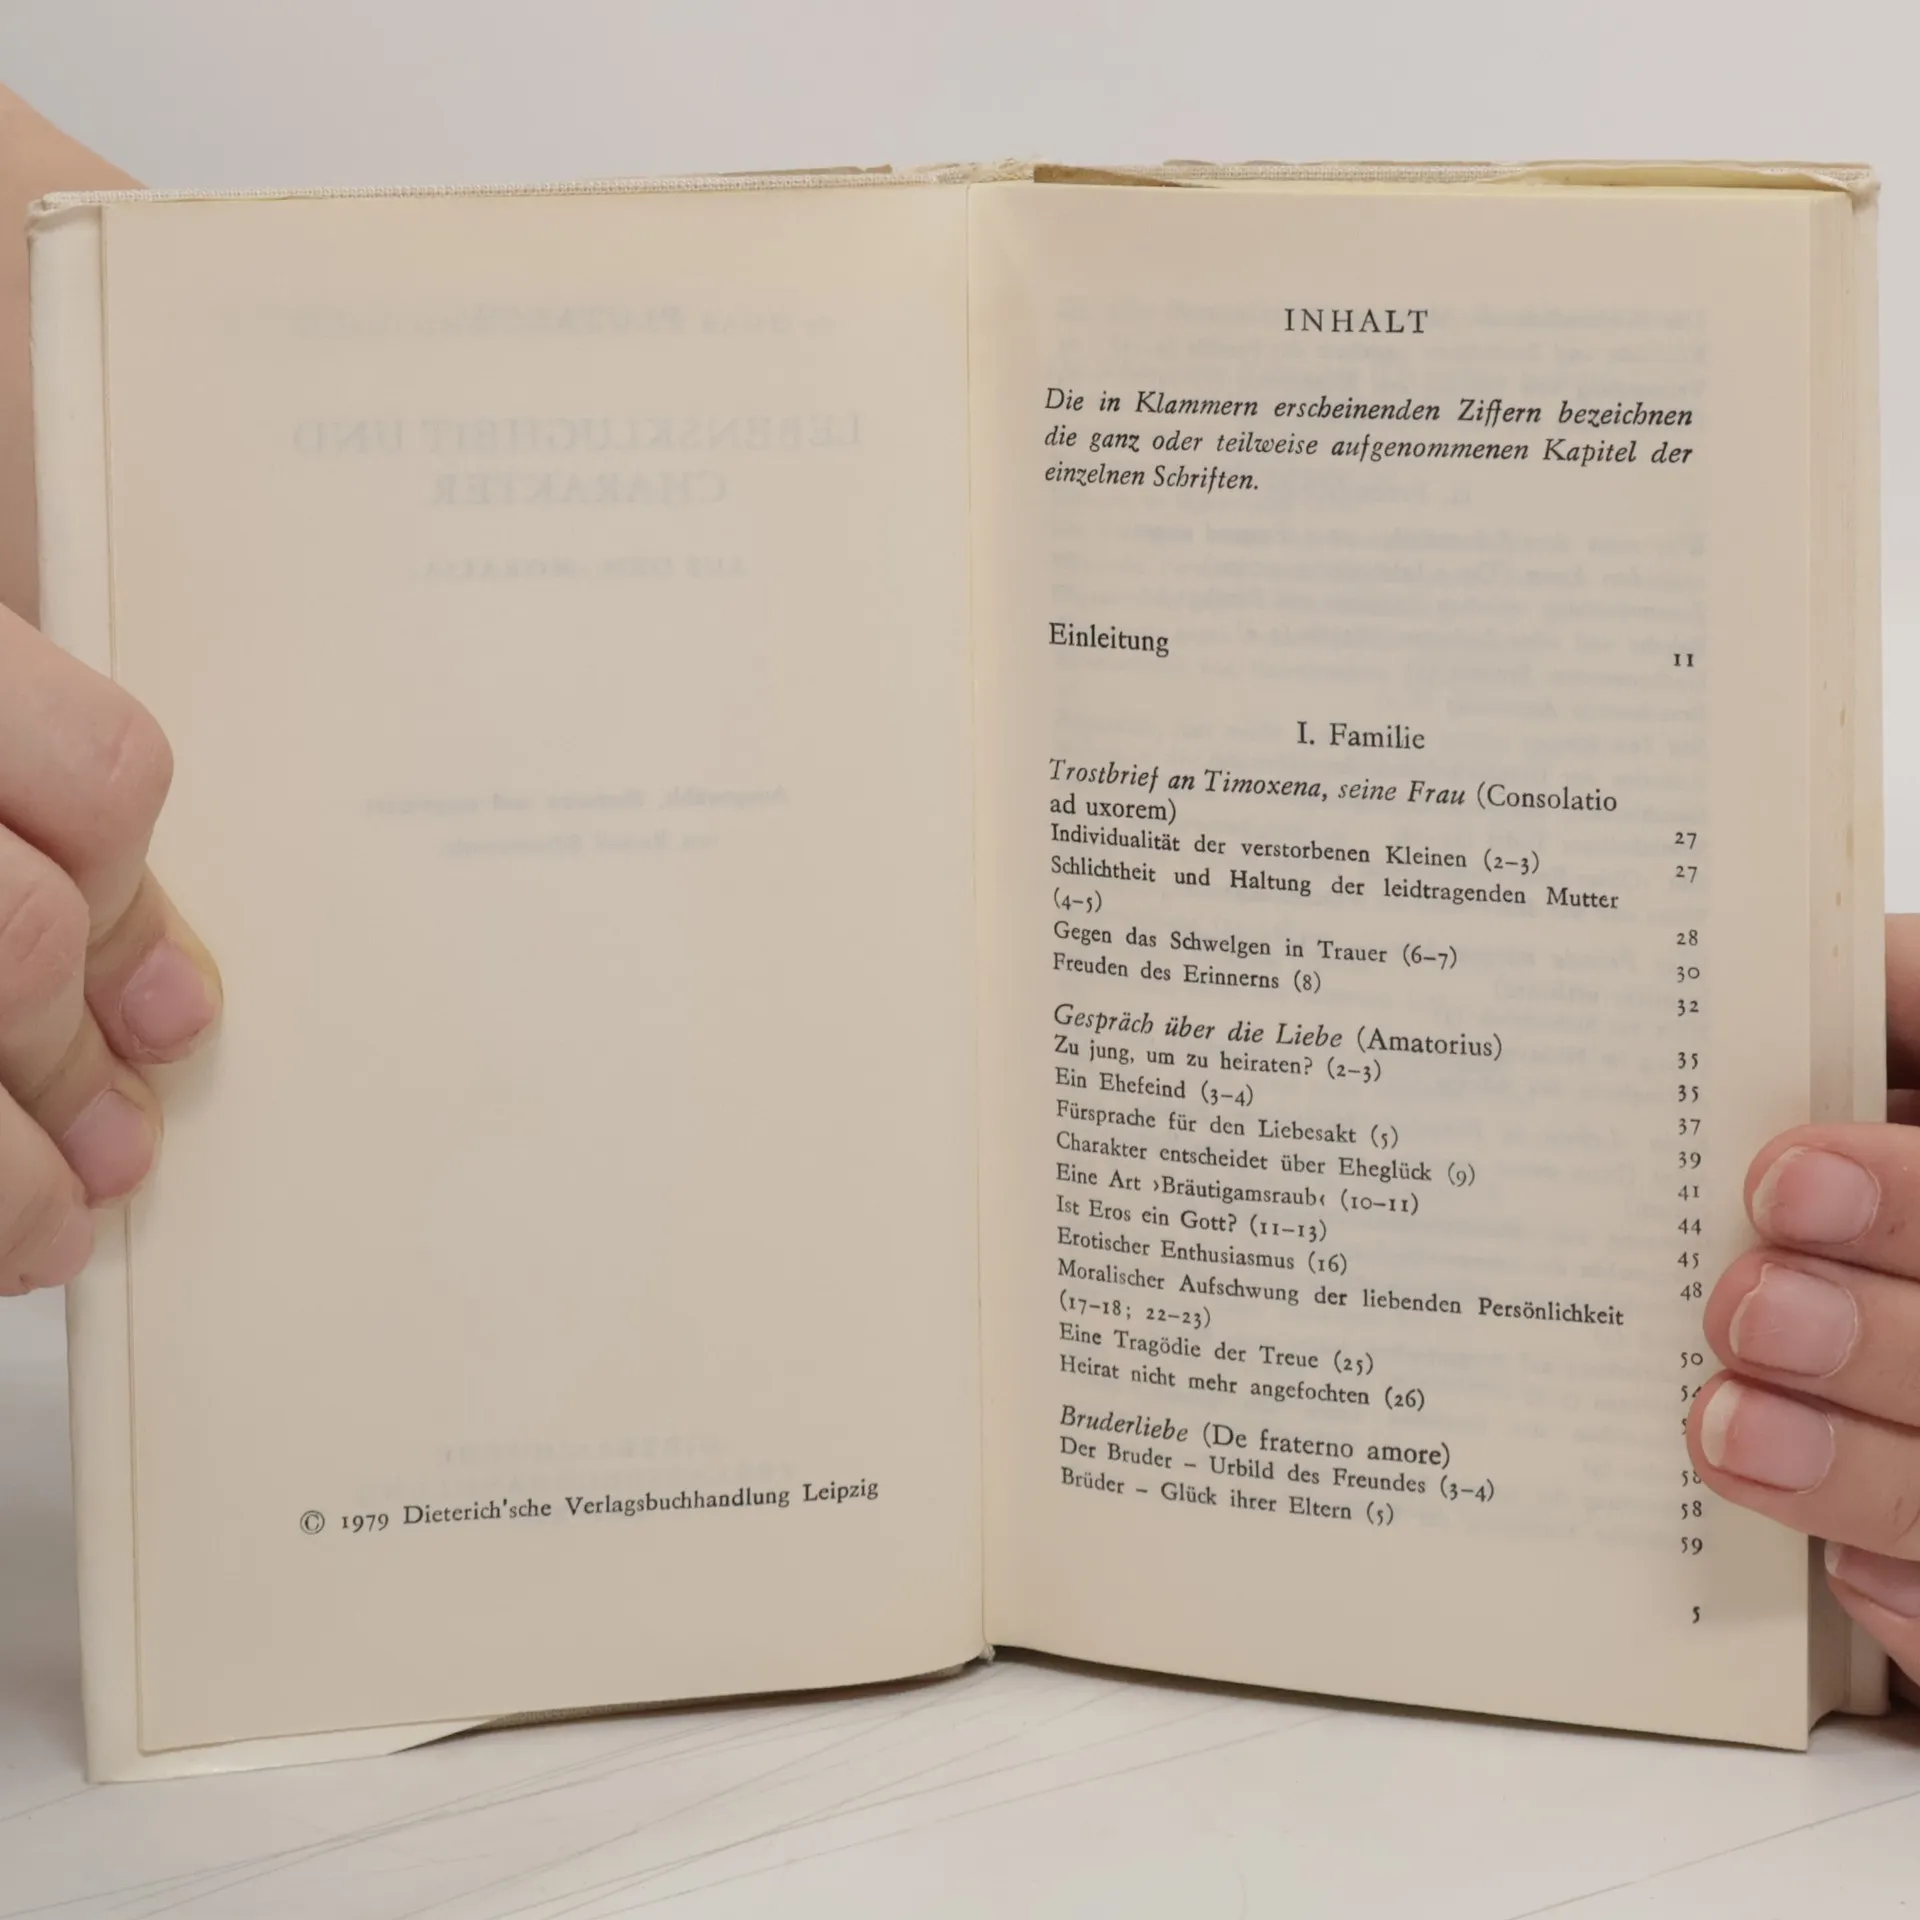 © 1979 Dieterich'sche Verlagsbuchhandlung Leipzig
INHALT
Die in Klammern erscheinenden Ziffern bezeichnen
die ganz oder teilweise aufgenommenen Kapitel der
einzelnen Schriften.
Einleitung 11
I. Familie
Trostbrief an Timoxena, seine Frau (Consolatio
ad uxorem) 27
Individualität der verstorbenen Kleinen (2–3) 27
Schlichtheit und Haltung der leidtragenden Mutter
(4–5) 28
Gegen das Schwelgen in Trauer (6–7) 30
Freuden des Erinnerns (8) 32
Gespräch über die Liebe (Amatorius) 35
Zu jung, um zu heiraten? (2–3) 35
Ein Ehefeind (3–4) 37
Fürsprache für den Liebesakt (5) 39
Charakter entscheidet über Eheglück (9) 41
Eine Art ›Bräutigamsraub‹ (10–11) 44
Ist Eros ein Gott? (11–13) 45
Erotischer Enthusiasmus (16) 48
Moralischer Aufschwung der liebenden Persönlichkeit
(17–18; 22–23) 50
Eine Tragödie der Treue (25)
Heirat nicht mehr angefochten (26)
Bruderliebe (De fraterno amore) 58
Der Bruder – Urbild des Freundes (3–4) 58
Brüder – Glück ihrer Eltern (5) 59
5